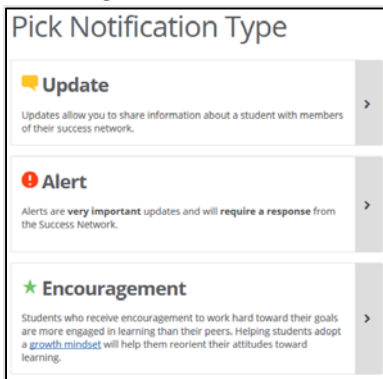 Pick Notification Type
Update
Updates allow you to share information about a student with members
of their success network.
Alert
Alerts are very important updates and will require a response from
the Success Network.
Encouragement
Students who receive encouragement to work hard toward their goals
are more engaged in learning than their peers. Helping students adopt
a growth mindset will help them reorient their attitudes toward
learning.